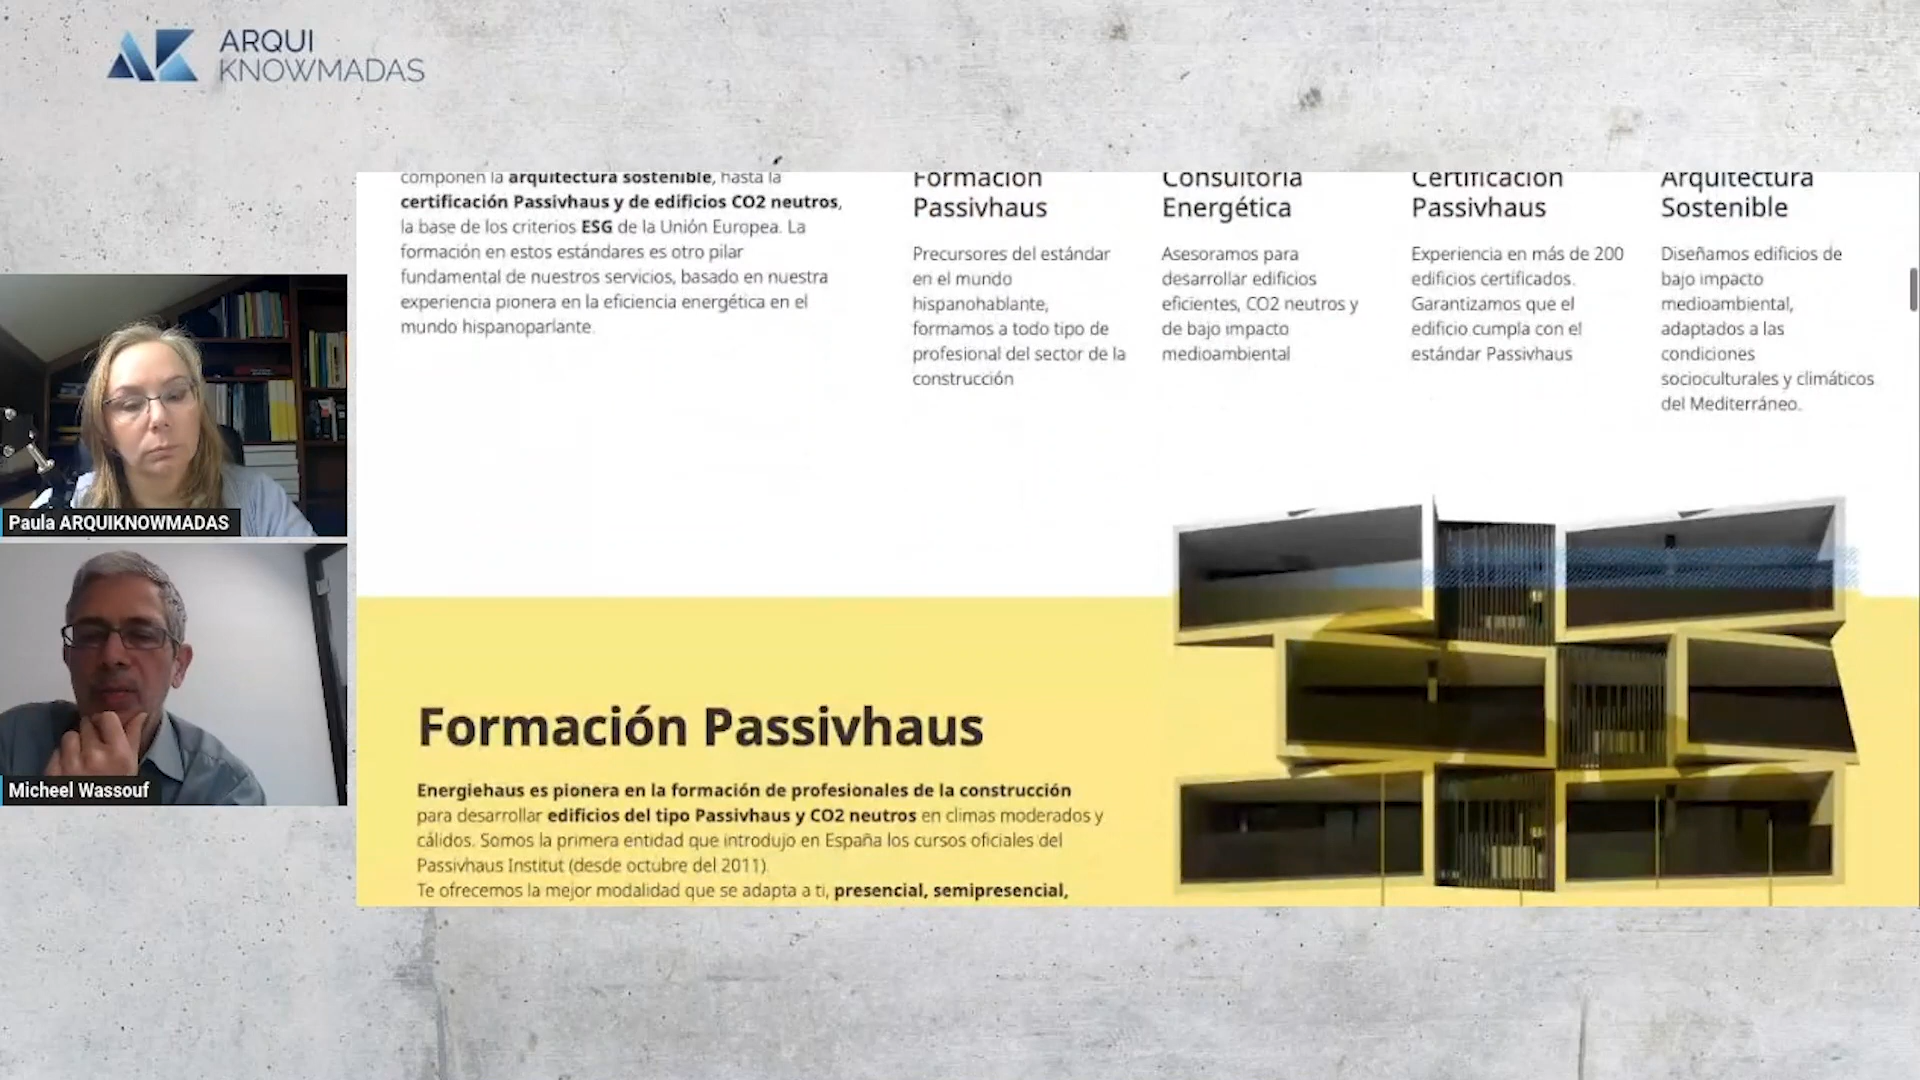 ARQUI
KNOWMADAS
componen la arquitectura sostenible, hasta la
certificación Passivhaus y de edificios CO2 neutros,
la base de los criterios ESG de la Unión Europea. La
formación en estos estándares es otro pilar
fundamental de nuestros servicios, basado en nuestra
experiencia pionera en la eficiencia energética en el
mundo hispanoparlante.
Formación
Passivhaus
Precursores del estándar
en el mundo
hispanohablante,
formamos a todo tipo de
profesional del sector de la
construcción
Consultoría
Energética
Asesoramos para
desarrollar edificios
eficientes, CO2 neutros y
de bajo impacto
medioambiental
Certificación
Passivhaus
Experiencia en más de 200
edificios certificados.
Garantizamos que el
edificio cumpla con el
estándar Passivhaus
Arquitectura
Sostenible
Diseñamos edificios de
bajo impacto
medioambiental,
adaptados a las
condiciones
socioculturales y climáticos
del Mediterráneo.
Paula ARQUIKNOWMADAS
Micheel Wassouf
Formación Passivhaus
Energiehaus es pionera en la formación de profesionales de la construcción
para desarrollar edificios del tipo Passivhaus y CO2 neutros en climas moderados y
cálidos. Somos la primera entidad que introdujo en España los cursos oficiales del
Passivhaus Institut (desde octubre del 2011).
Te ofrecemos la mejor modalidad que se adapta a ti, presencial, semipresencial,